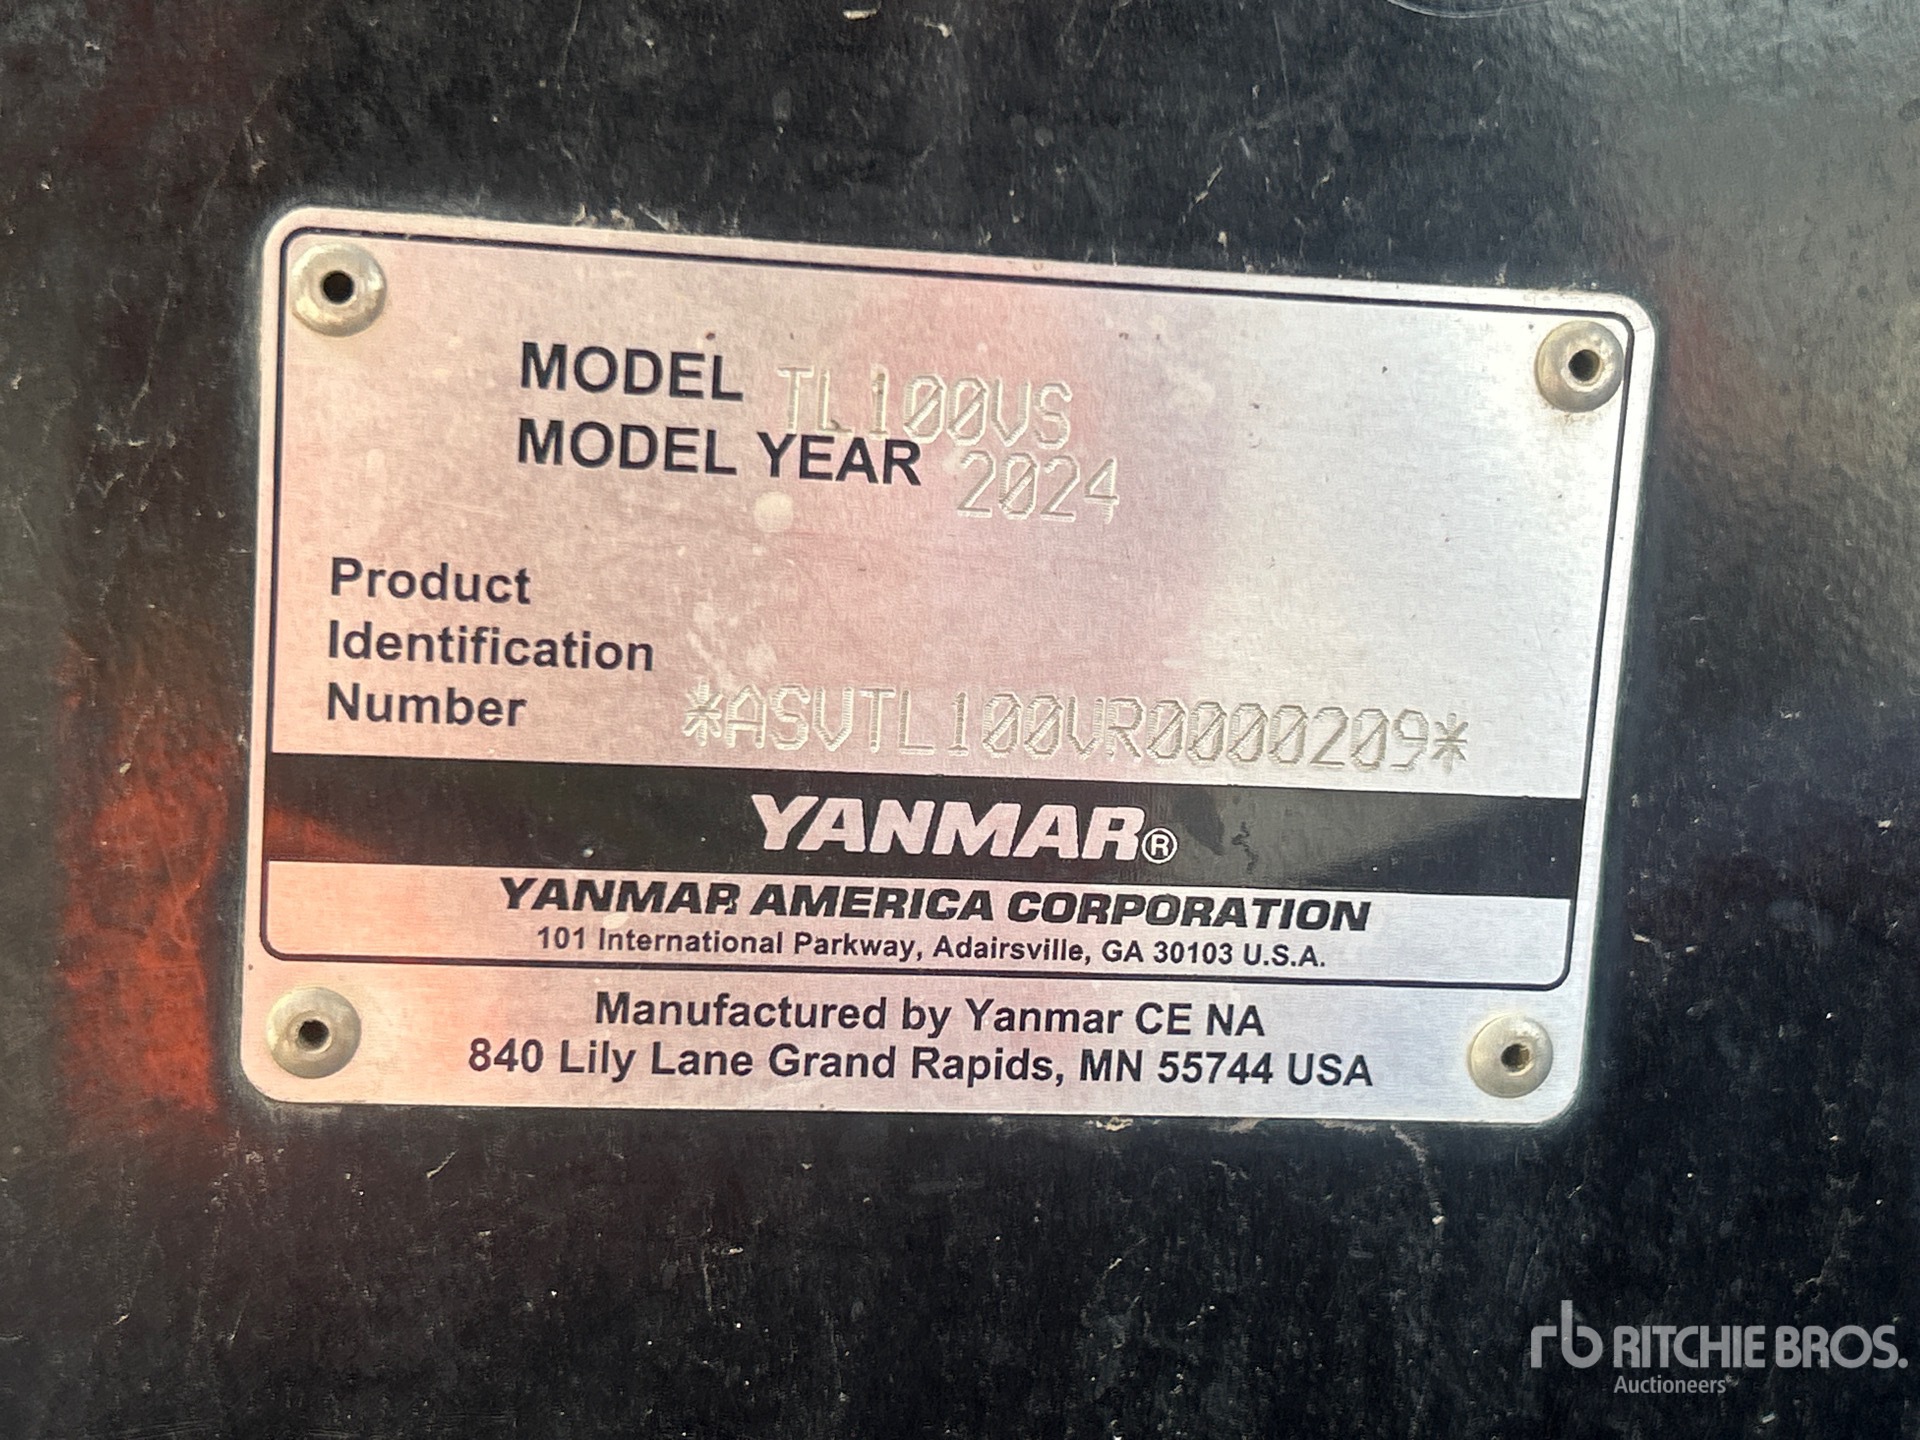 MODEL TL100VS
MODEL YEAR 2024
Product
Identification
Number *ASVTL100VR0000209*
YANMAR®
YANMAR AMERICA CORPORATION
101 International Parkway, Adairsville, GA 30103 U.S.A.
Manufactured by Yanmar CE NA
840 Lily Lane Grand Rapids, MN 55744 USA
rb RITCHIE BROS.
Auctioneers